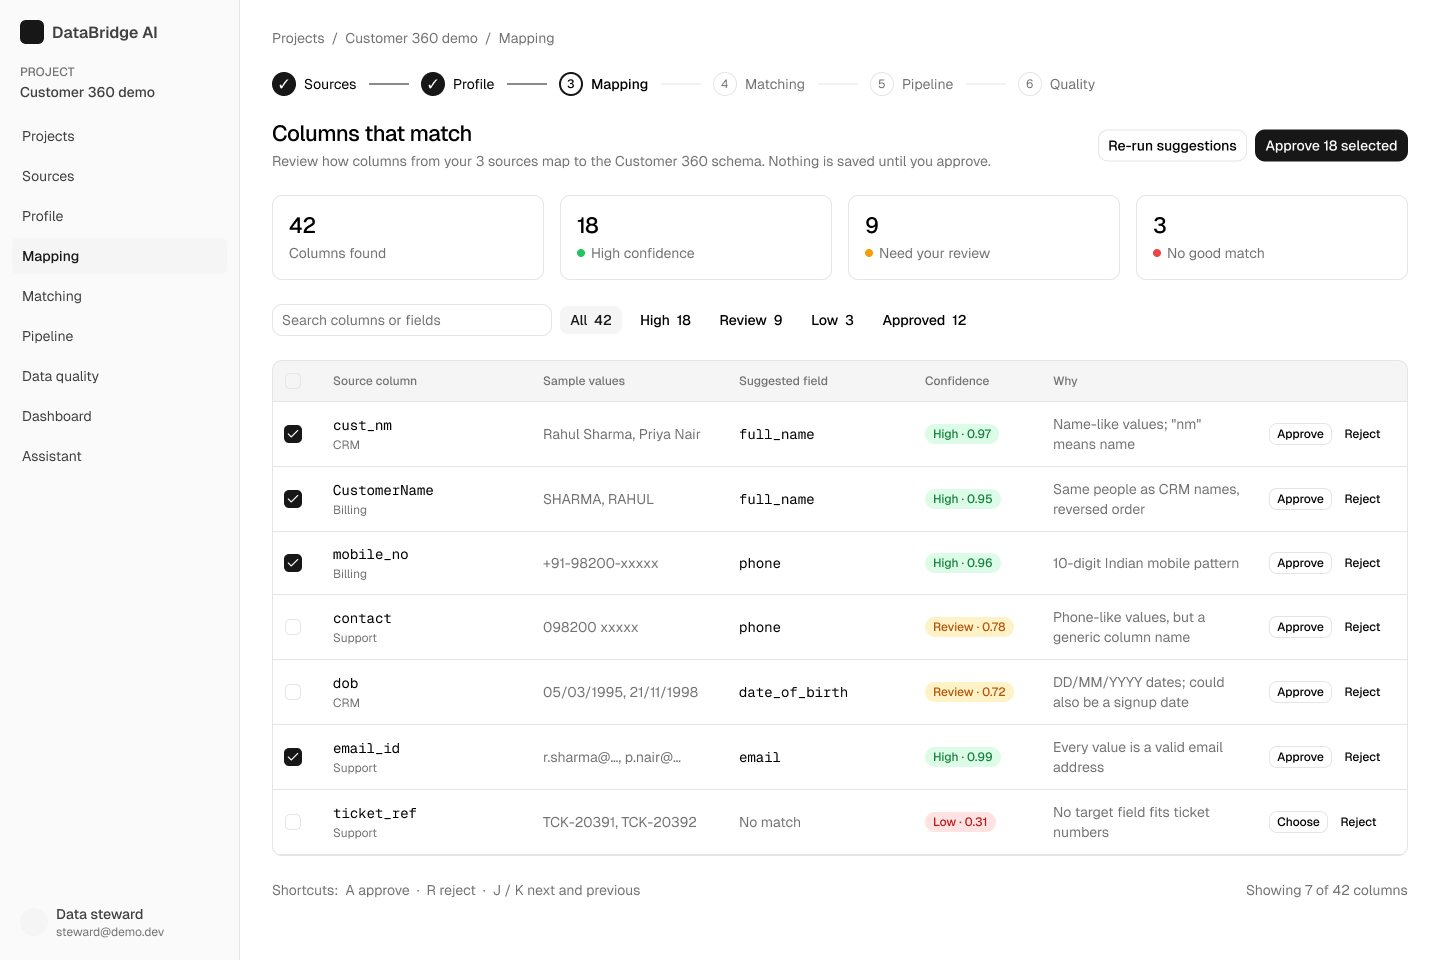 DataBridge AI
PROJECT
Customer 360 demo
Projects
Sources
Profile
Mapping
Matching
Pipeline
Data quality
Dashboard
Assistant
Data steward
steward@demo.dev
Projects / Customer 360 demo / Mapping
✓ Sources ✓ Profile 3 Mapping 4 Matching 5 Pipeline 6 Quality
Columns that match
Review how columns from your 3 sources map to the Customer 360 schema. Nothing is saved until you approve.
Re-run suggestions Approve 18 selected
42
Columns found
18
High confidence
9
Need your review
3
No good match
Search columns or fields All 42 High 18 Review 9 Low 3 Approved 12
Source column Sample values Suggested field Confidence Why
cust_nm
CRM
Rahul Sharma, Priya Nair
full_name
High · 0.97
Name-like values; "nm"
means name
Approve Reject
CustomerName
Billing
SHARMA, RAHUL
full_name
High · 0.95
Same people as CRM names,
reversed order
Approve Reject
mobile_no
Billing
+91-98200-xxxxx
phone
High · 0.96
10-digit Indian mobile pattern
Approve Reject
contact
Support
098200 xxxxx
phone
Review · 0.78
Phone-like values, but a
generic column name
Approve Reject
dob
CRM
05/03/1995, 21/11/1998
date_of_birth
Review · 0.72
DD/MM/YYYY dates; could
also be a signup date
Approve Reject
email_id
Support
r.sharma@…, p.nair@…
email
High · 0.99
Every value is a valid email
address
Approve Reject
ticket_ref
Support
TCK-20391, TCK-20392
No match
Low · 0.31
No target field fits ticket
numbers
Choose Reject
Shortcuts: A approve · R reject · J / K next and previous
Showing 7 of 42 columns